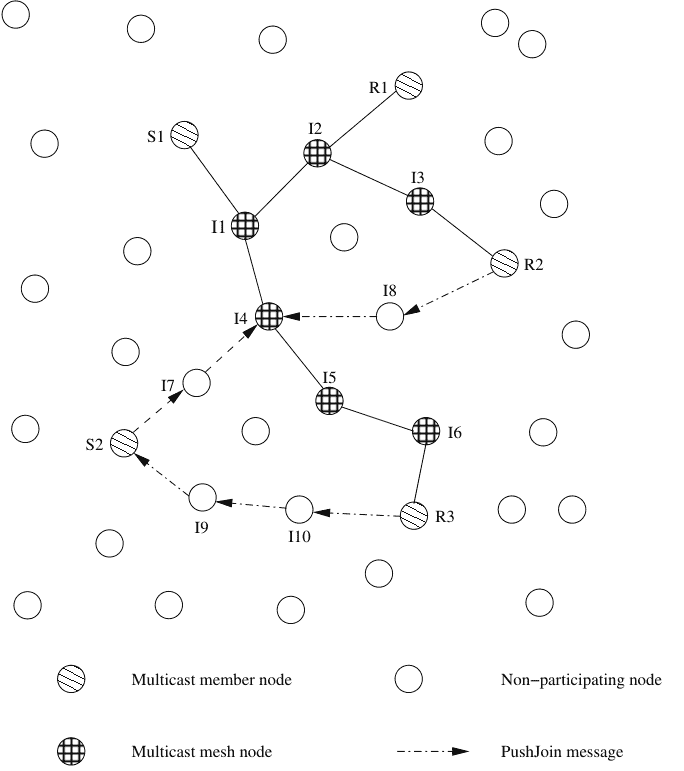 R1
S1
I2
I3
I1
R2
I8
I4
I7
I5
S2
I6
I9
I10
R3
Multicast member node
Non−participating node
Multicast mesh node
PushJoin message